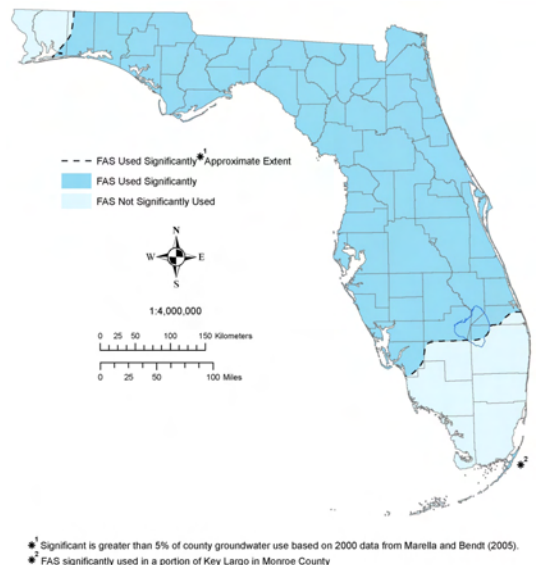 FAS Used Significantly *1 Approximate Extent
FAS Used Significantly
FAS Not Significantly Used
N
W E
S
1:4,000,000
0 25 50 100 150 Kilometers
0 25 50 100 Miles
*2
*1 Significant is greater than 5% of county groundwater use based on 2000 data from Marella and Bendt (2005).
*2 FAS significantly used in a portion of Key Largo in Monroe County